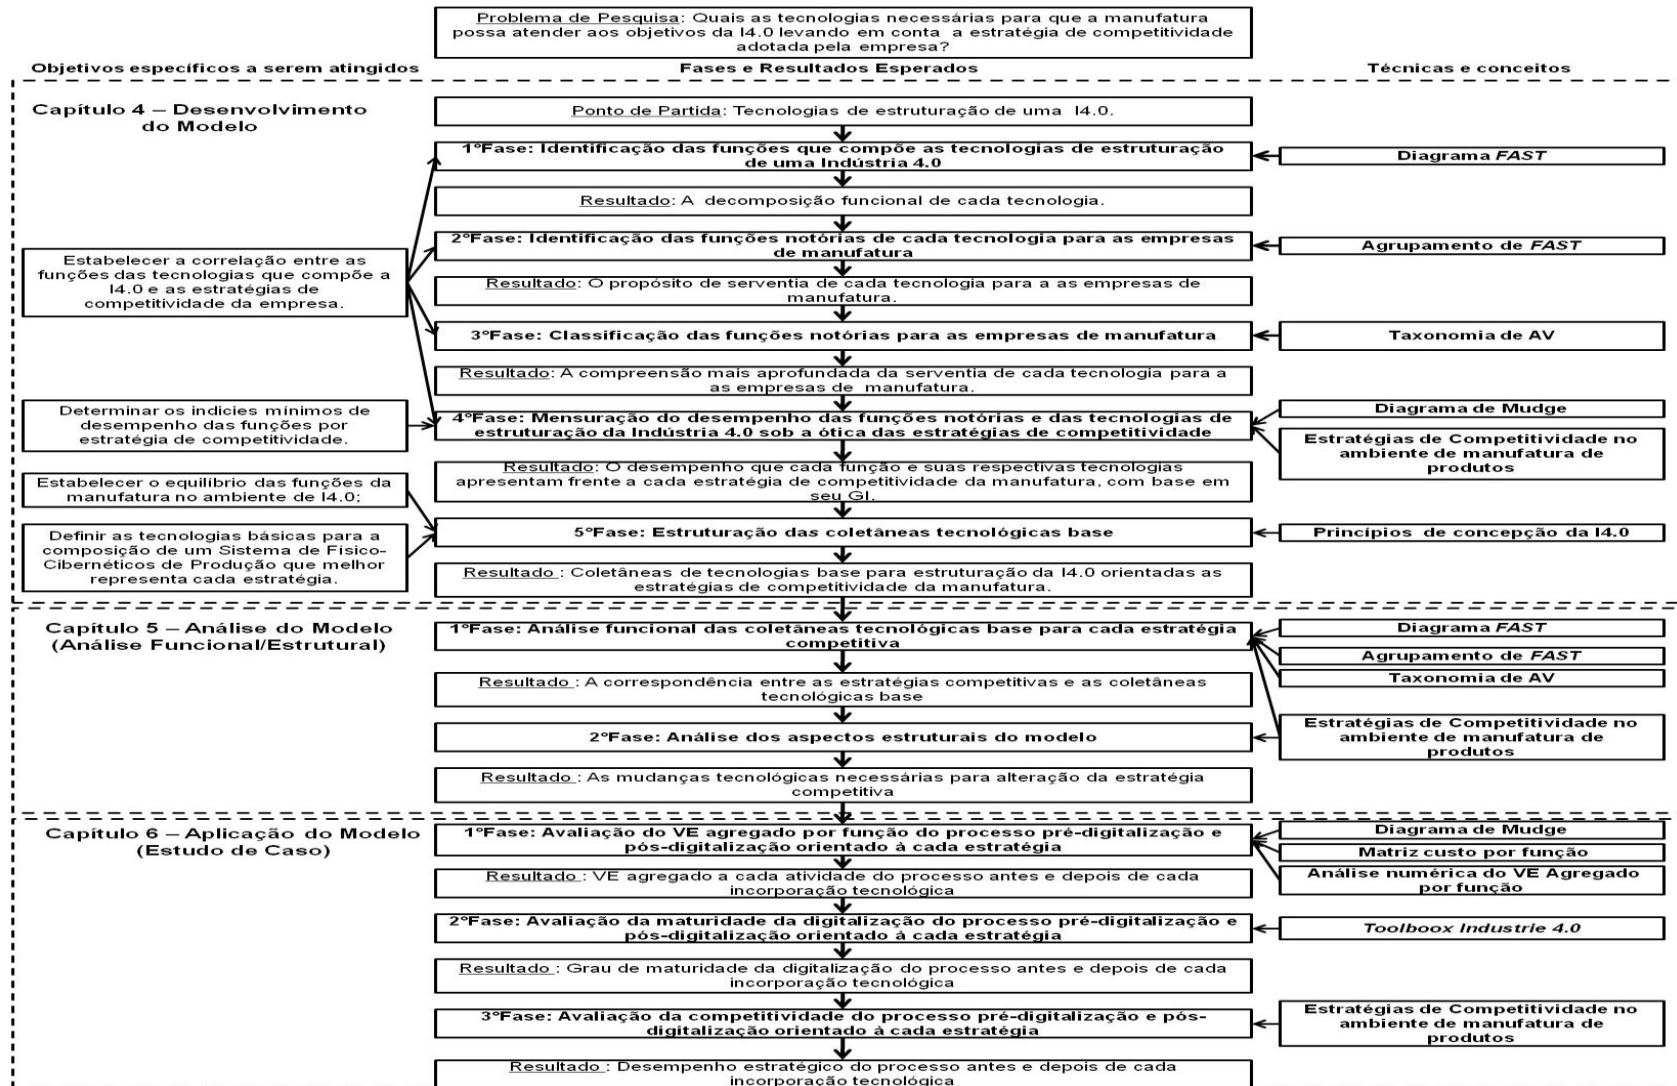 Problema de Pesquisa: Quais as tecnologias necessárias para que a manufatura
possa atender aos objetivos da I4.0 levando em conta a estratégia de competitividade
adotada pela empresa?
Objetivos específicos a serem atingidos
Fases e Resultados Esperados
Técnicas e conceitos
Capítulo 4 – Desenvolvimento
do Modelo
Ponto de Partida: Tecnologias de estruturação de uma I4.0.
1ºFase: Identificação das funções que compõe as tecnologias de estruturação
de uma Indústria 4.0
Diagrama FAST
Resultado: A decomposição funcional de cada tecnologia.
2ºFase: Identificação das funções notórias de cada tecnologia para as empresas
de manufatura
Agrupamento de FAST
Estabelecer a correlação entre as
funções das tecnologias que compõe a
I4.0 e as estratégias de
competitividade da empresa.
Resultado: O propósito de serventia de cada tecnologia para a as empresas de
manufatura.
3ºFase: Classificação das funções notórias para as empresas de manufatura
Taxonomia de AV
Resultado: A compreensão mais aprofundada da serventia de cada tecnologia para a
as empresas de manufatura.
Determinar os indicies mínimos de
desempenho das funções por
estratégia de competitividade.
4ºFase: Mensuração do desempenho das funções notórias e das tecnologias de
estruturação da Indústria 4.0 sob a ótica das estratégias de competitividade
Diagrama de Mudge
Estratégias de Competitividade no
ambiente de manufatura de
produtos
Resultado: O desempenho que cada função e suas respectivas tecnologias
apresentam frente a cada estratégia de competitividade da manufatura, com base em
seu GI.
Estabelecer o equilíbrio das funções da
manufatura no ambiente de I4.0;
Definir as tecnologias básicas para a
composição de um Sistema de Físico-
Cibernéticos de Produção que melhor
representa cada estratégia.
5ºFase: Estruturação das coletâneas tecnológicas base
Princípios de concepção da I4.0
Resultado : Coletâneas de tecnologias base para estruturação da I4.0 orientadas as
estratégias de competitividade da manufatura.
Capítulo 5 – Análise do Modelo
(Análise Funcional/Estrutural)
1ºFase: Análise funcional das coletâneas tecnológicas base para cada estratégia
competitiva
Diagrama FAST
Agrupamento de FAST
Taxonomia de AV
Resultado : A correspondência entre as estratégias competitivas e as coletâneas
tecnológicas base
2ºFase: Análise dos aspectos estruturais do modelo
Estratégias de Competitividade no
ambiente de manufatura de
produtos
Resultado : As mudanças tecnológicas necessárias para alteração da estratégia
competitiva
Capítulo 6 – Aplicação do Modelo
(Estudo de Caso)
1ºFase: Avaliação do VE agregado por função do processo pré-digitalização e
pós-digitalização orientado à cada estratégia
Diagrama de Mudge
Matriz custo por função
Análise numérica do VE Agregado
por função
Resultado : VE agregado a cada atividade do processo antes e depois de cada
incorporação tecnológica
2ºFase: Avaliação da maturidade da digitalização do processo pré-digitalização e
pós-digitalização orientado à cada estratégia
Toolboox Industrie 4.0
Resultado : Grau de maturidade da digitalização do processo antes e depois de cada
incorporação tecnológica
3ºFase: Avaliação da competitividade do processo pré-digitalização e pós-
digitalização orientado à cada estratégia
Estratégias de Competitividade no
ambiente de manufatura de
produtos
Resultado : Desempenho estratégico do processo antes e depois de cada
incorporação tecnológica